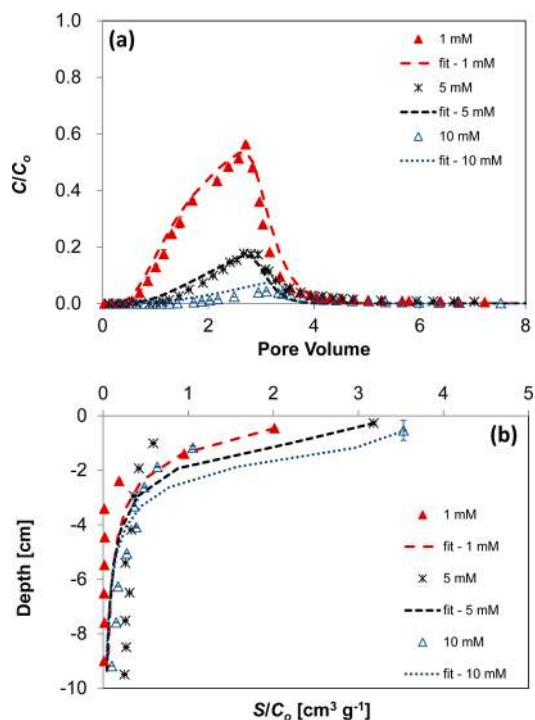 (a)
1 mM
fit - 1 mM
5 mM
fit - 5 mM
10 mM
fit - 10 mM
1.0
0.8
0.6
0.4
0.2
0.0
C/Co
0 2 4 6 8
Pore Volume
0 1 2 3 4 5
(b)
0
-2
-4
-6
-8
-10
Depth [cm]
1 mM
fit - 1 mM
5 mM
fit - 5 mM
10 mM
fit - 10 mM
S/Co [cm³ g⁻¹]